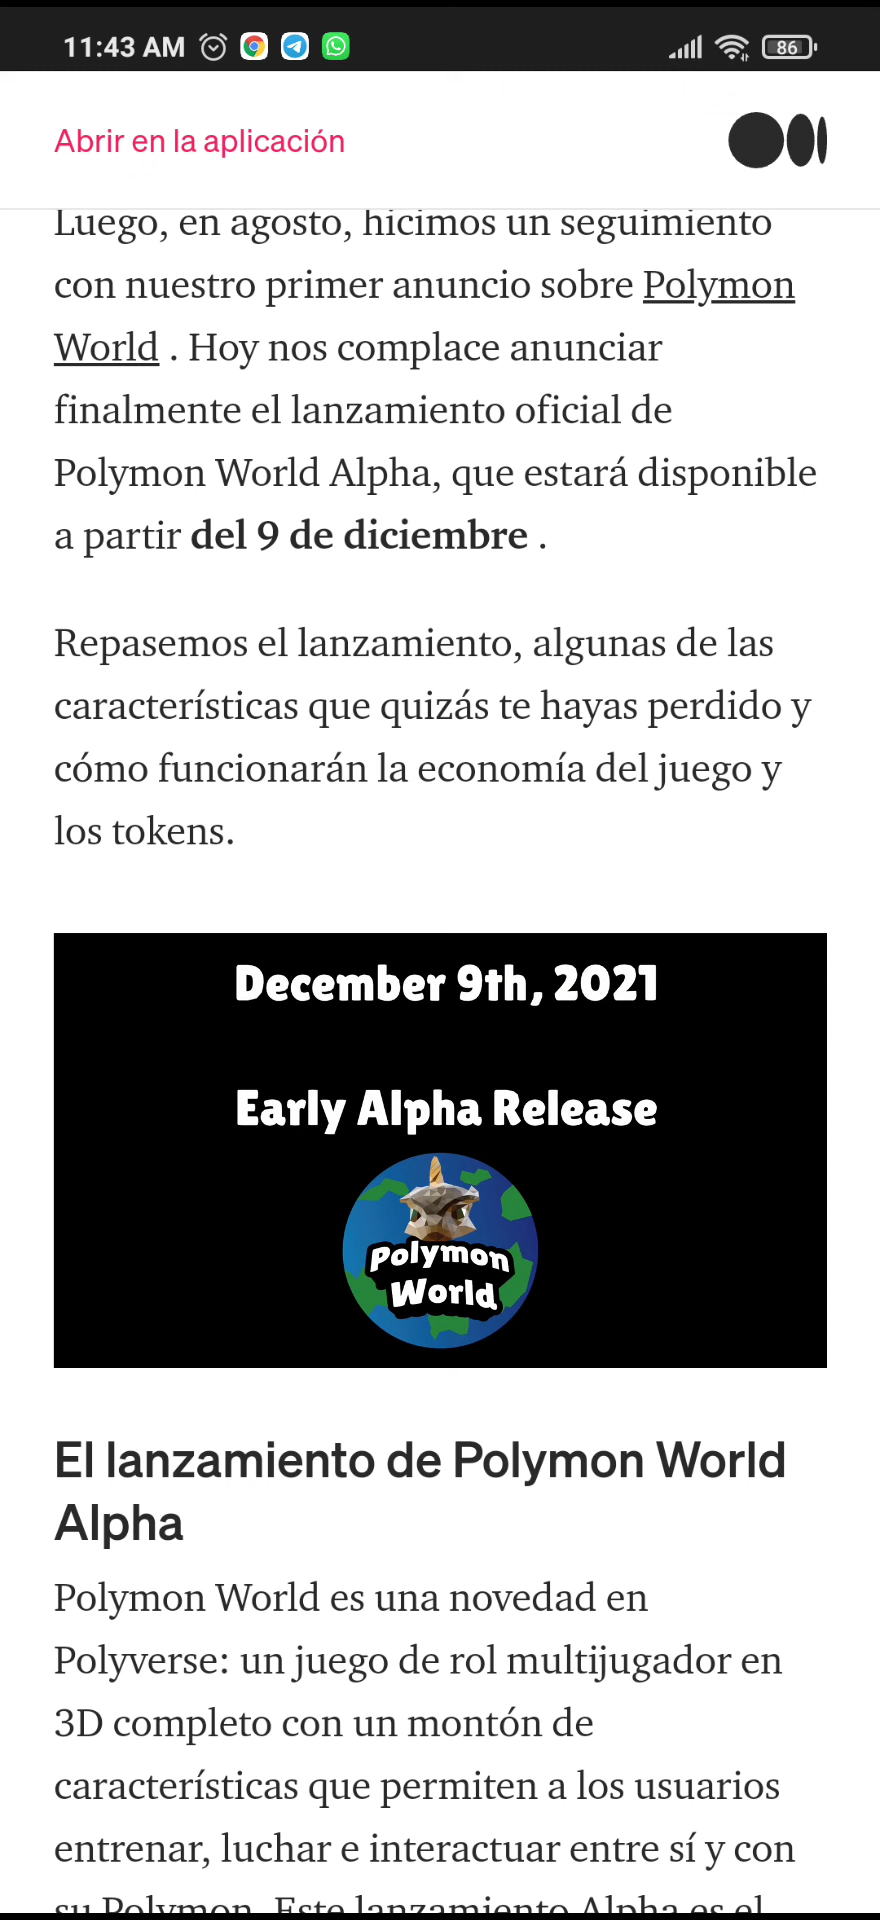 11:43 AM
86
Abrir en la aplicación
Luego, en agosto, hicimos un seguimiento
con nuestro primer anuncio sobre Polymon
World . Hoy nos complace anunciar
finalmente el lanzamiento oficial de
Polymon World Alpha, que estará disponible
a partir del 9 de diciembre .
Repasemos el lanzamiento, algunas de las
características que quizás te hayas perdido y
cómo funcionarán la economía del juego y
los tokens.
December 9th, 2021
Early Alpha Release
Polymon
World
El lanzamiento de Polymon World
Alpha
Polymon World es una novedad en
Polyverse: un juego de rol multijugador en
3D completo con un montón de
características que permiten a los usuarios
entrenar, luchar e interactuar entre sí y con
su Polymon. Este lanzamiento Alpha es el